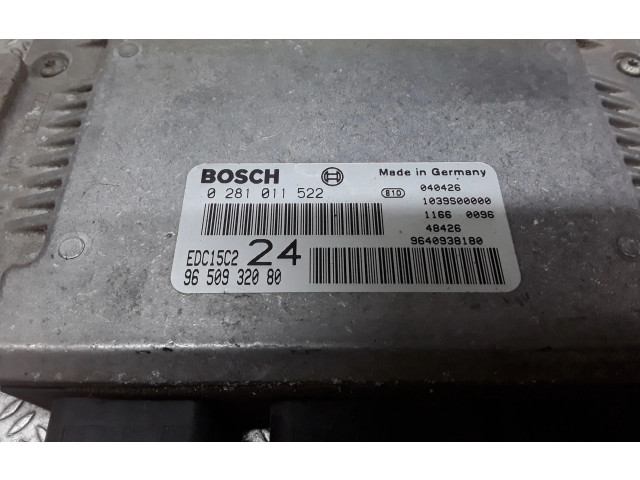 BOSCH
0 281 011 522
EDC15C2 24
96 509 320 80
Made in Germany
B10 040426
1039S00000
1166 0096
48426
9640938180